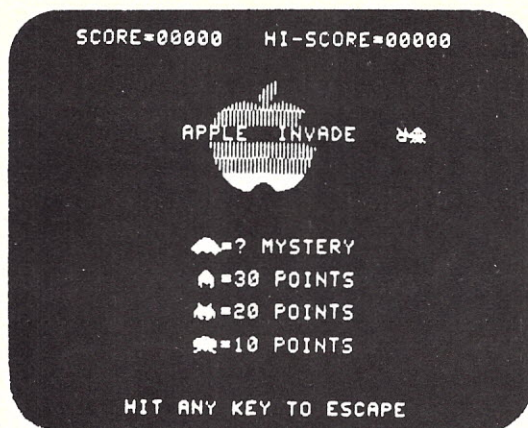 SCORE=00000 HI-SCORE=00000
APPLE INVADE R
=? MYSTERY
=30 POINTS
=20 POINTS
=10 POINTS
HIT ANY KEY TO ESCAPE